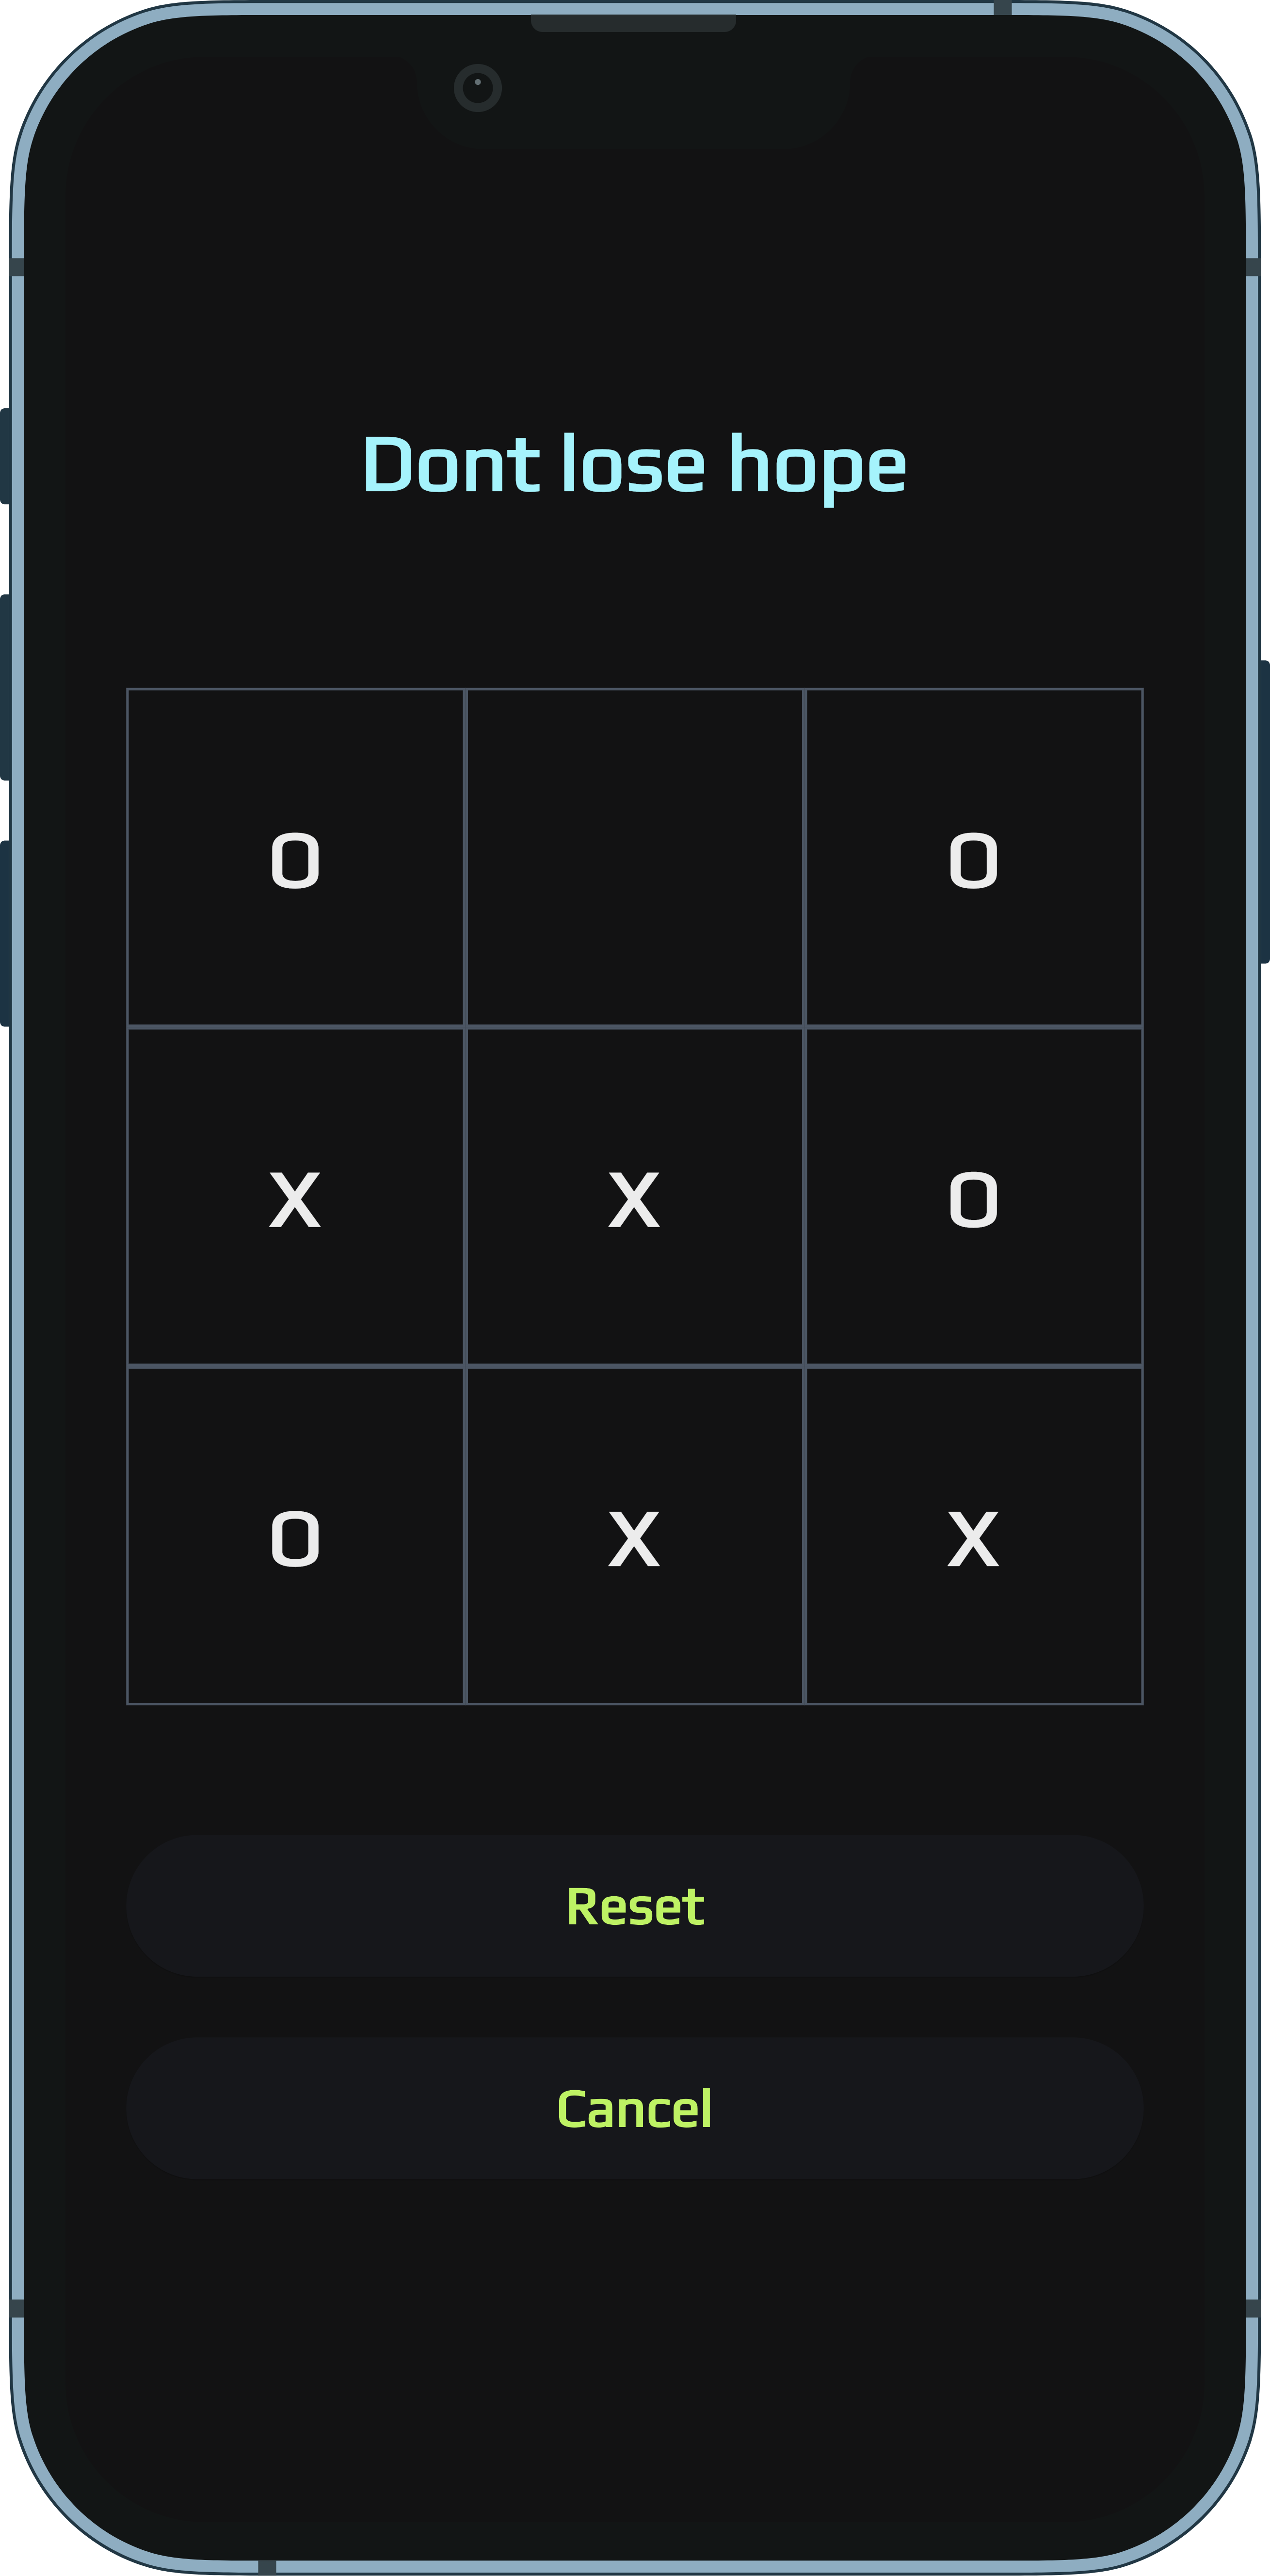 Dont lose hope
O O
X X O
O X X
Reset
Cancel